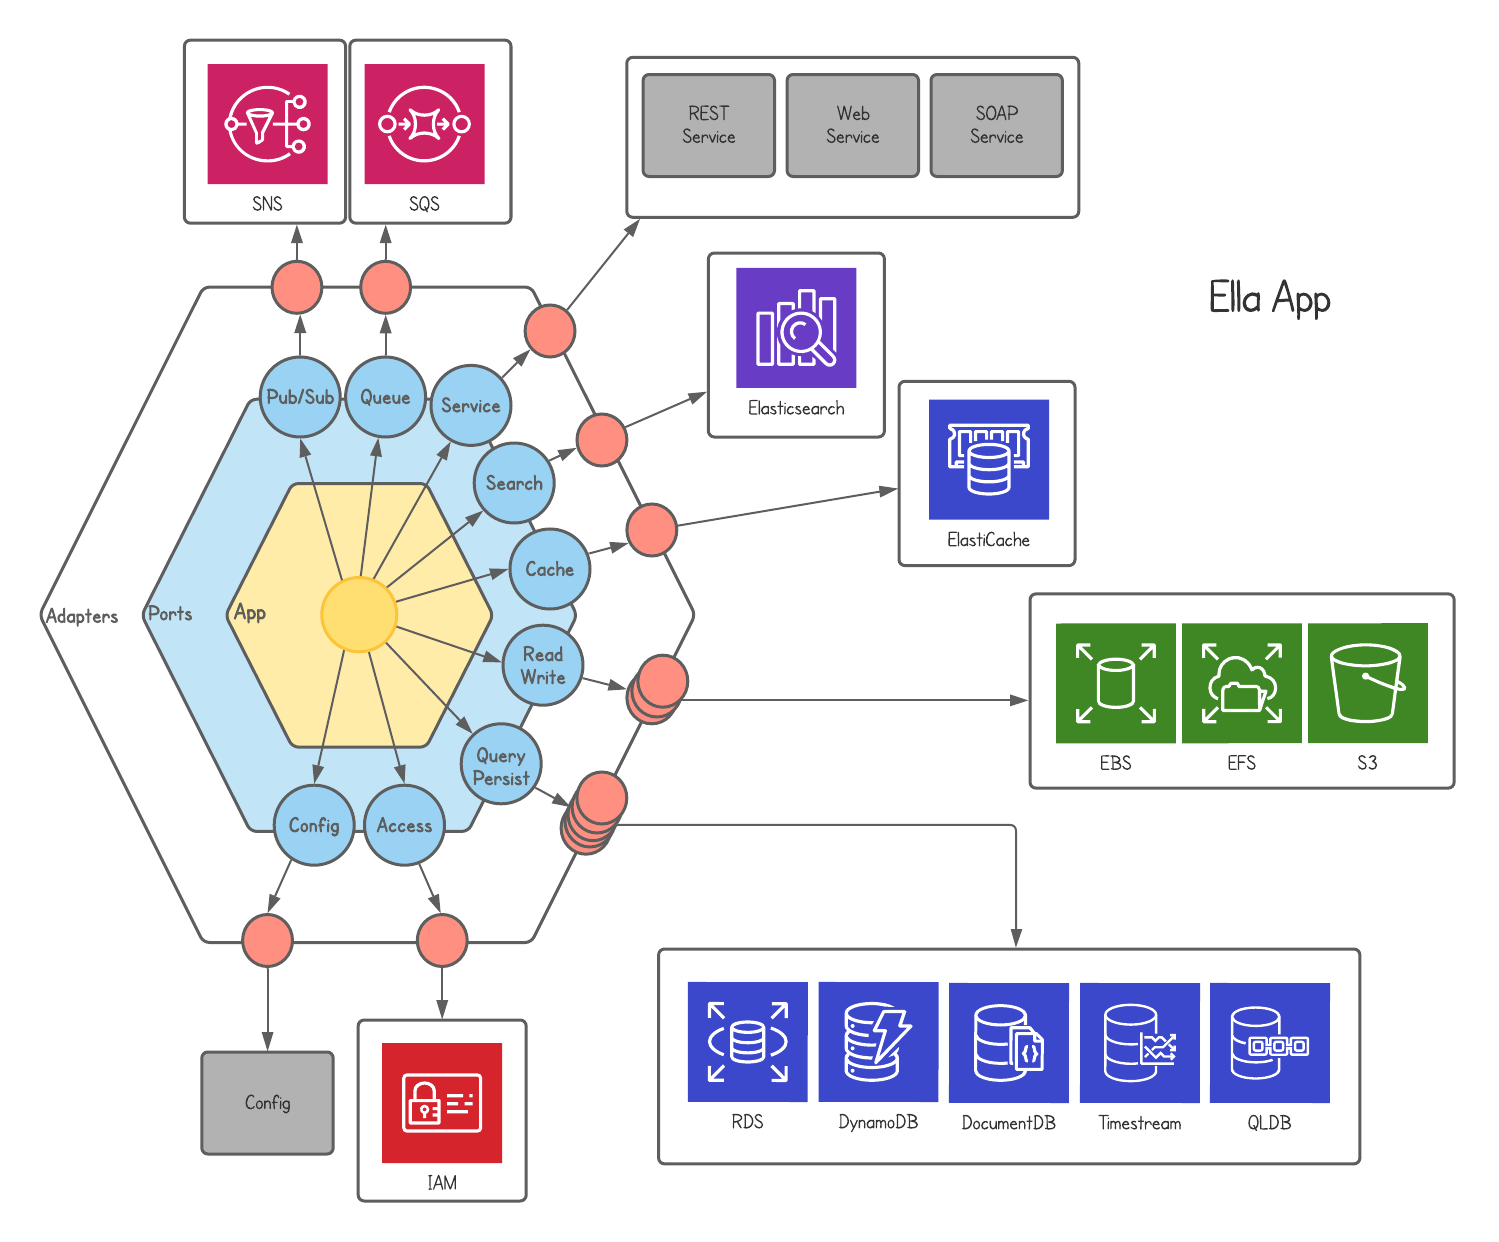 SNS
SQS
REST
Service
Web
Service
SOAP
Service
Ella App
Elasticsearch
ElastiCache
Pub/Sub
Queue
Service
Search
Cache
Read
Write
Query
Persist
Adapters
Ports
App
Config
Access
EBS
EFS
S3
RDS
DynamoDB
DocumentDB
Timestream
QLDB
Config
IAM